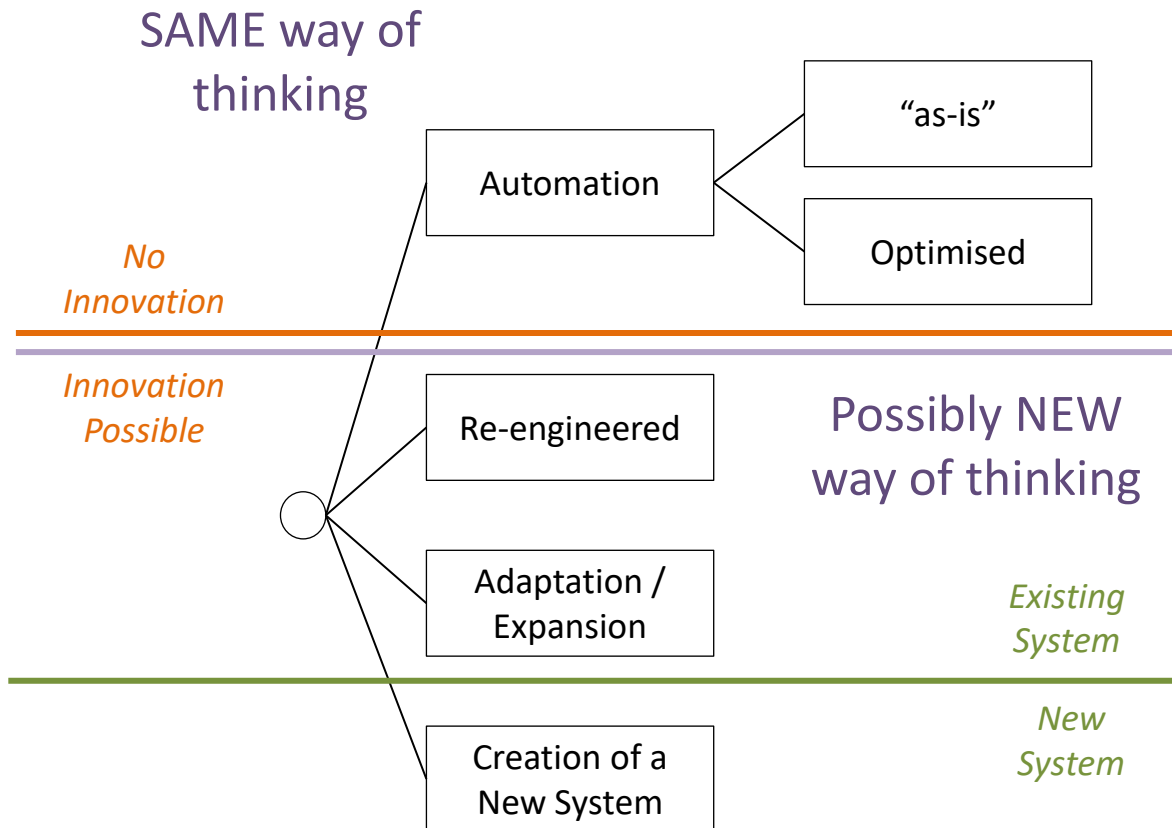 SAME way of
thinking
“as-is”
Automation
Optimised
No
Innovation
Innovation
Possible
Re-engineered
Possibly NEW
way of thinking
Adaptation /
Expansion
Existing
System
New
System
Creation of a
New System